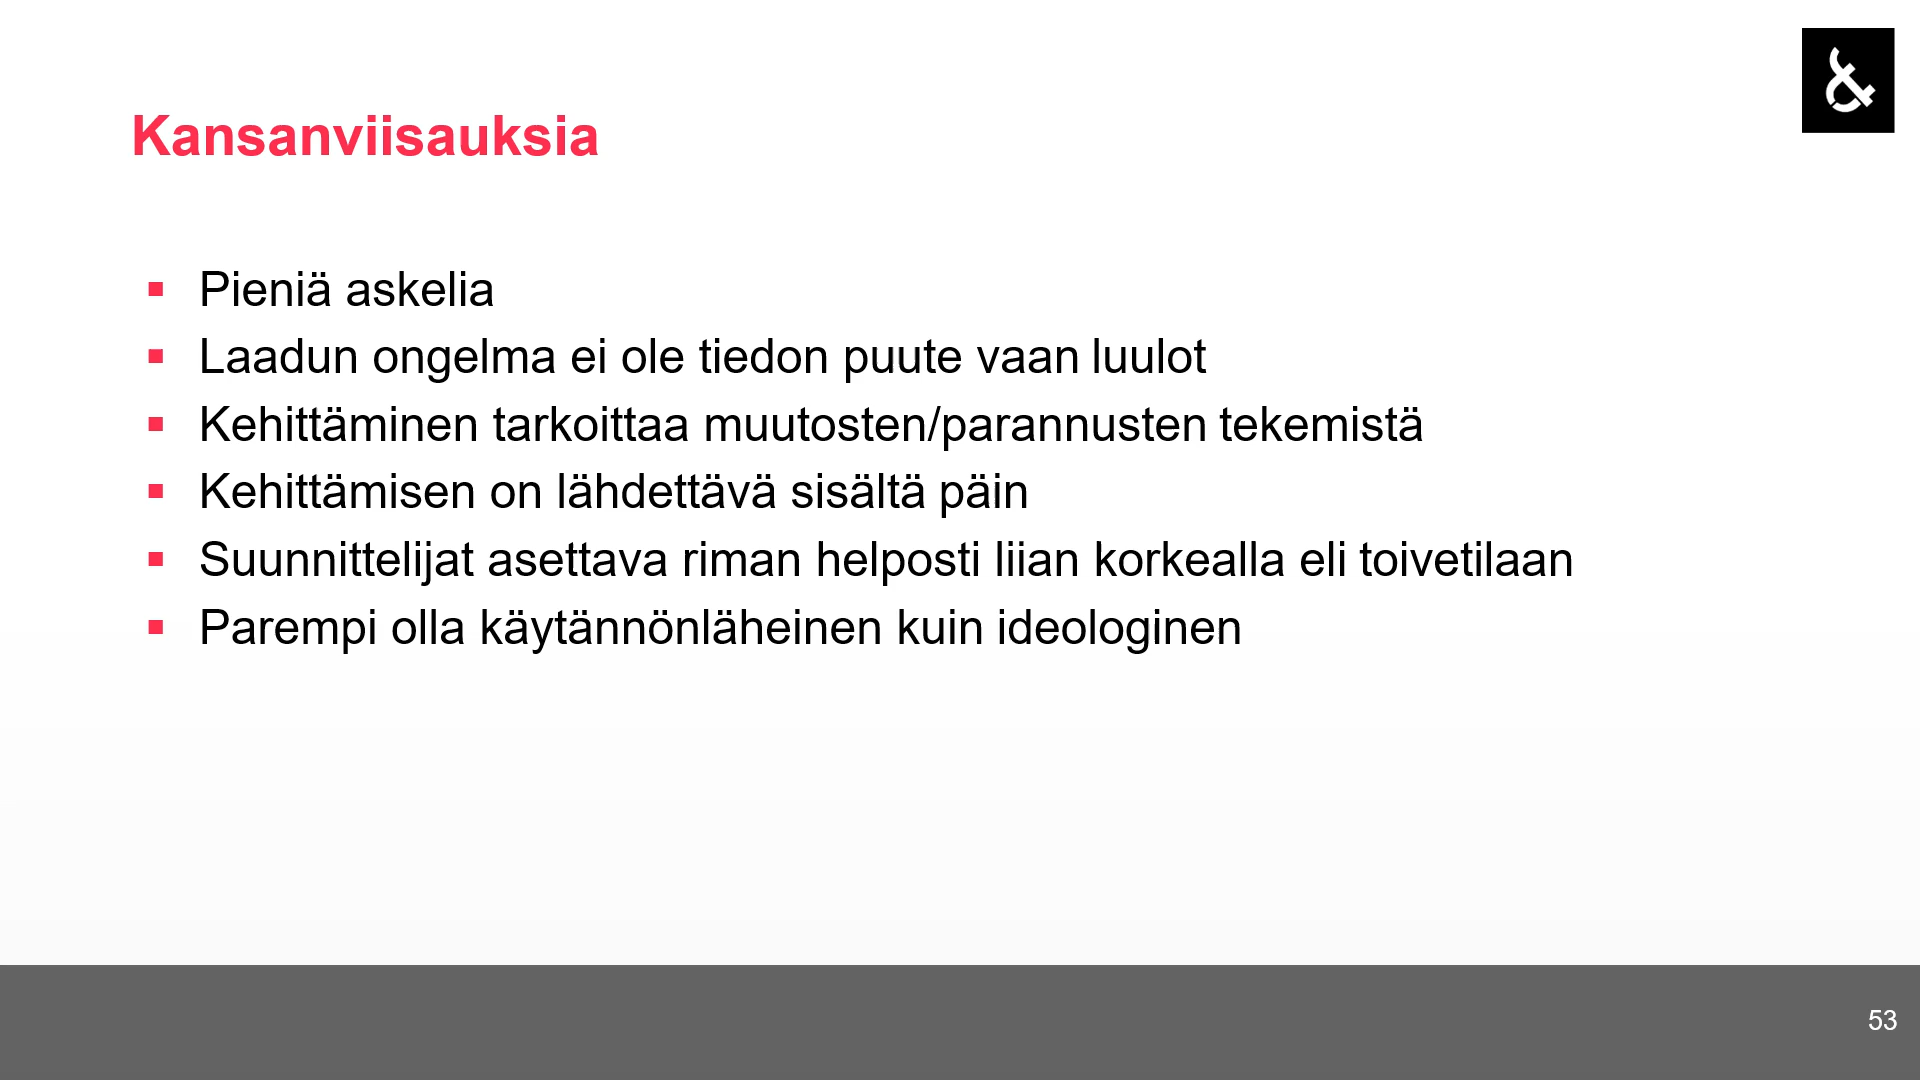 &
Kansanviisauksia
▪ Pieniä askelia
▪ Laadun ongelma ei ole tiedon puute vaan luulot
▪ Kehittäminen tarkoittaa muutosten/parannusten tekemistä
▪ Kehittämisen on lähdettävä sisältä päin
▪ Suunnittelijat asettava riman helposti liian korkealla eli toivetilaan
▪ Parempi olla käytännönläheinen kuin ideologinen
53